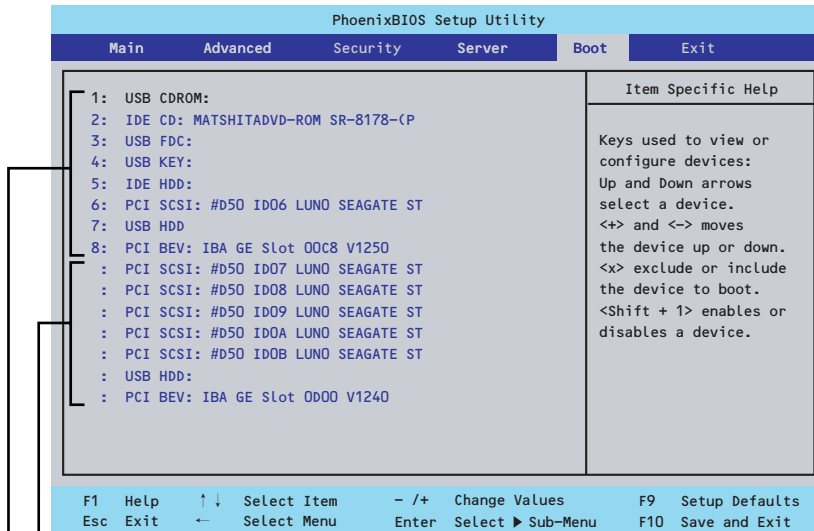 PhoenixBIOS Setup Utility
Main Advanced Security Server Boot Exit
1: USB CDROM:
2: IDE CD: MATSHITADVD-ROM SR-8178-(P
3: USB FDC:
4: USB KEY:
5: IDE HDD:
6: PCI SCSI: #D50 ID06 LUN0 SEAGATE ST
7: USB HDD
8: PCI BEV: IBA GE Slot 00C8 V1250
: PCI SCSI: #D50 ID07 LUN0 SEAGATE ST
: PCI SCSI: #D50 ID08 LUN0 SEAGATE ST
: PCI SCSI: #D50 ID09 LUN0 SEAGATE ST
: PCI SCSI: #D50 ID0A LUN0 SEAGATE ST
: PCI SCSI: #D50 ID0B LUN0 SEAGATE ST
: USB HDD:
: PCI BEV: IBA GE Slot 0D00 V1240
Item Specific Help
Keys used to view or
configure devices:
Up and Down arrows
select a device.
<+> and <-> moves
the device up or down.
<x> exclude or include
the device to boot.
<Shift + 1> enables or
disables a device.
F1 Help ↑↓ Select Item - /+ Change Values F9 Setup Defaults
Esc Exit ← Select Menu Enter Select ▶ Sub-Menu F10 Save and Exit